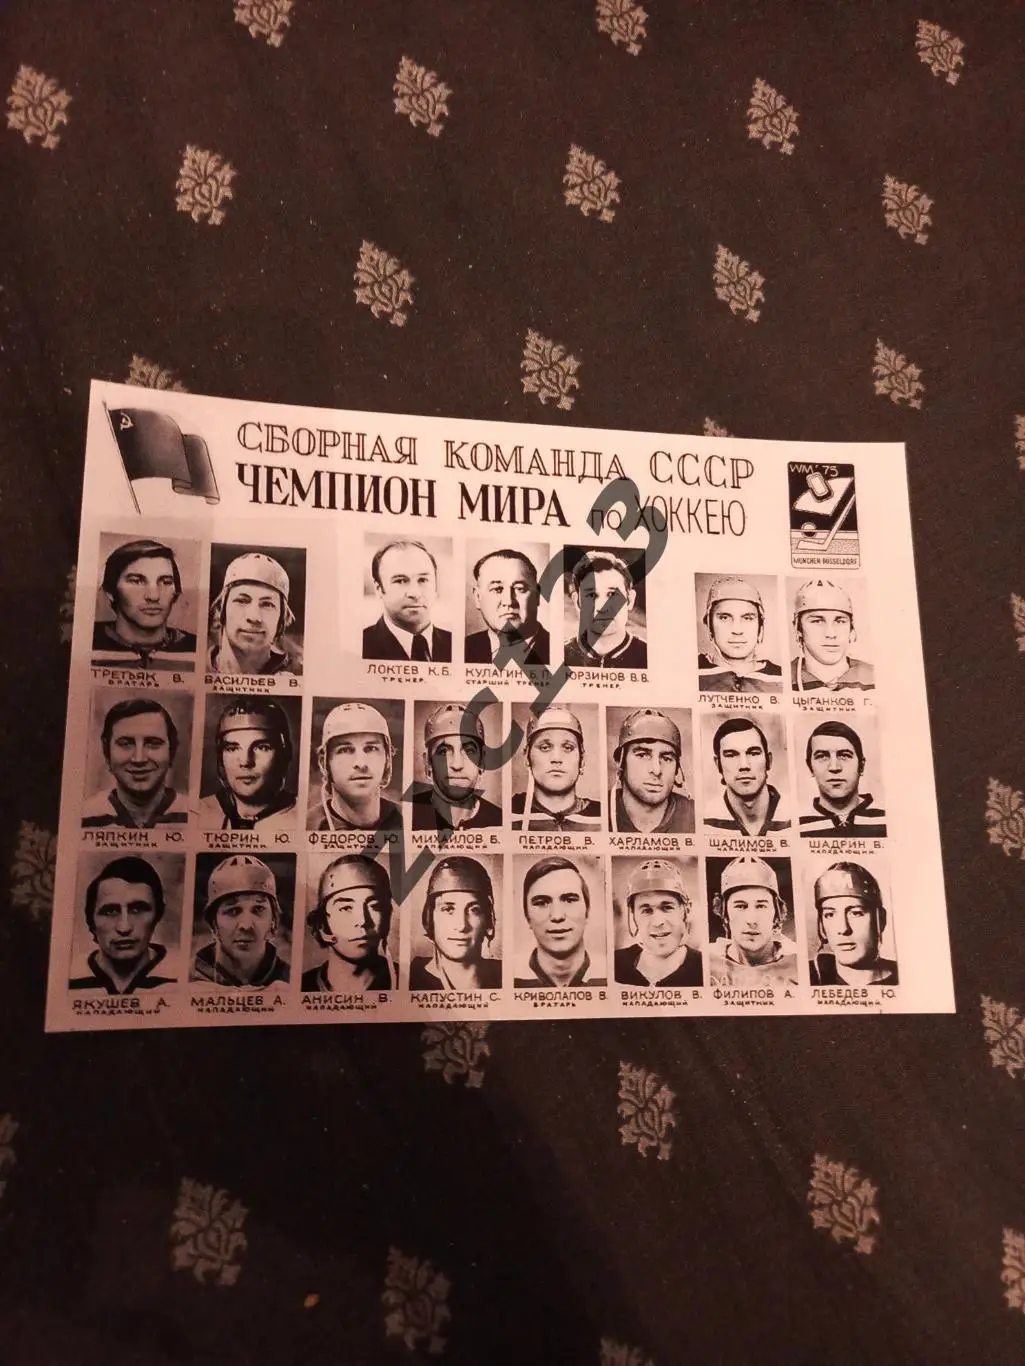 СБОРНАЯ КОМАНДА СССР
ЧЕМПИОН МИРА ПО ХОККЕЮ
WM'75
MÜNCHEN DÜSSELDORF
ТРЕТЬЯК В.
ВРАТАРЬ
ВАСИЛЬЕВ В.
ЗАЩИТНИК
ЛОКТЕВ К.Б.
ТРЕНЕР
КУЛАГИН Б.П.
СТАРШИЙ ТРЕНЕР
ЮРЗИНОВ В.В.
ТРЕНЕР.
ЛУТЧЕНКО В.
ЗАЩИТНИК
ЦЫГАНКОВ Г.
ЗАЩИТНИК
ЛЯПКИН Ю.
ЗАЩИТНИК
ТЮРИН Ю.
ЗАЩИТНИК
ФЕДОРОВ Ю.
ЗАЩИТНИК
МИХАЙЛОВ Б.
НАПАДАЮЩИЙ
ПЕТРОВ В.
НАПАДАЮЩИЙ
ХАРЛАМОВ В.
НАПАДАЮЩИЙ
ШАЛИМОВ В.
НАПАДАЮЩИЙ
ШАДРИН В.
НАПАДАЮЩИЙ
ЯКУШЕВ А.
НАПАДАЮЩИЙ
МАЛЬЦЕВ А.
НАПАДАЮЩИЙ
АНИСИН В.
НАПАДАЮЩИЙ
КАПУСТИН С.
НАПАДАЮЩИЙ
КРИВОЛАПОВ В.
ВРАТАРЬ
ВИКУЛОВ В.
НАПАДАЮЩИЙ
ФИЛИПОВ А.
ЗАЩИТНИК
ЛЕБЕДЕВ Ю.
НАПАДАЮЩИЙ
zxc123